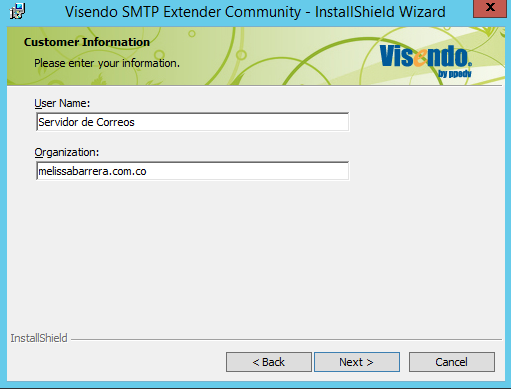 Visendo SMTP Extender Community - InstallShield Wizard
x
Customer Information
Please enter your information.
Visendo®
by ppedv
User Name:
Servidor de Correos
Organization:
melissabarrera.com.co
InstallShield
< Back
Next >
Cancel